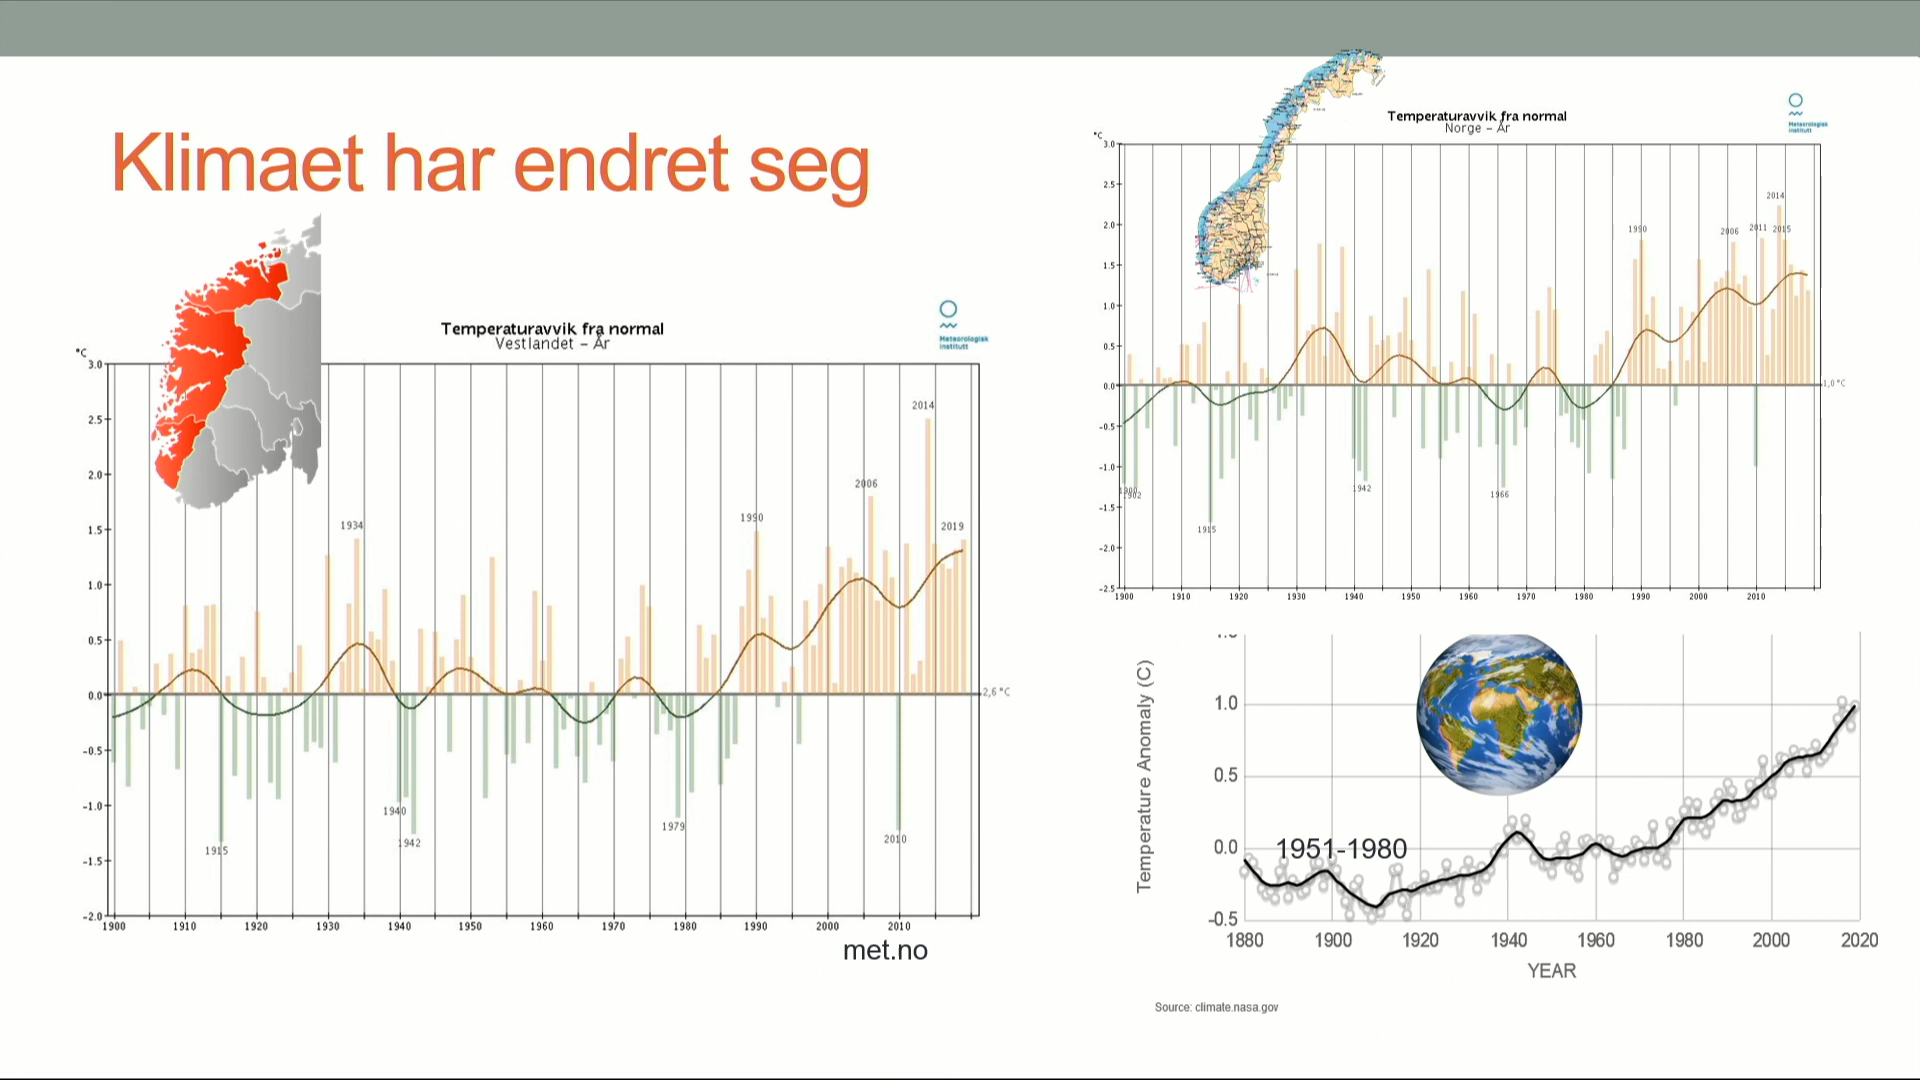 Klimaet har endret seg
Temperaturavvik fra normal
Vestlandet – År
Meteorologisk
institutt
°C
3.0
2.5
2.0
1.5
1.0
0.5
0.0
-0.5
-1.0
-1.5
-2.0
1934
1990
2006
2014
2019
2,6 °C
1915
1940
1942
1979
2010
1900 1910 1920 1930 1940 1950 1960 1970 1980 1990 2000 2010
met.no
Temperaturavvik fra normal
Norge – År
Meteorologisk
institutt
°C
3.0
2.5
2.0
1.5
1.0
0.5
0.0
-0.5
-1.0
-1.5
-2.0
-2.5
1990
2006
2011
2014
2015
1,0 °C
1900
1902
1915
1942
1966
1900 1910 1920 1930 1940 1950 1960 1970 1980 1990 2000 2010
Temperature Anomaly (C)
1.0
0.5
0.0
-0.5
1951-1980
1880 1900 1920 1940 1960 1980 2000 2020
YEAR
Source: climate.nasa.gov